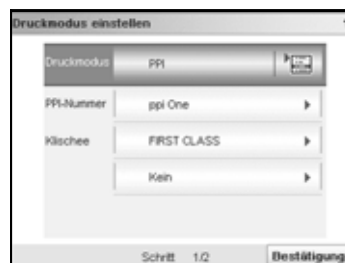 Druckmodus einstellen
Druckmodus PPI
PPI-Nummer ppi One
Klischee FIRST CLASS
Kein
Schritt 1/2 Bestätigung